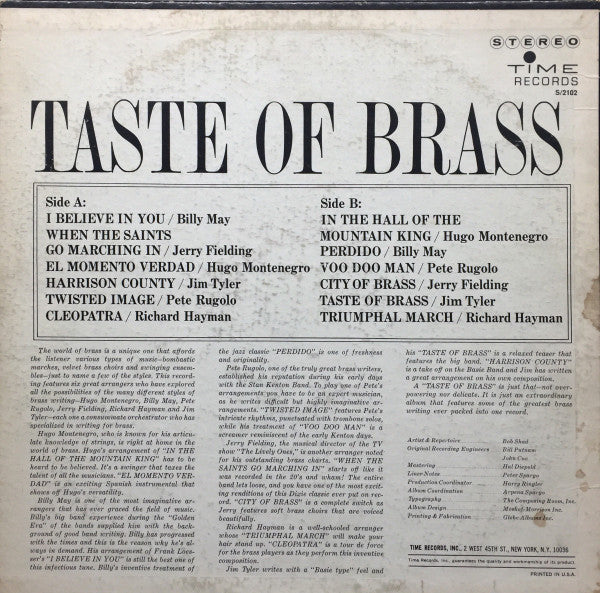 STEREO
TIME
RECORDS
S/2102
TASTE OF BRASS
Side A:
I BELIEVE IN YOU / Billy May
WHEN THE SAINTS
GO MARCHING IN / Jerry Fielding
EL MOMENTO VERDAD / Hugo Montenegro
HARRISON COUNTY / Jim Tyler
TWISTED IMAGE / Pete Rugolo
CLEOPATRA / Richard Hayman
Side B:
IN THE HALL OF THE
MOUNTAIN KING / Hugo Montenegro
PERDIDO / Billy May
VOO DOO MAN / Pete Rugolo
CITY OF BRASS / Jerry Fielding
TASTE OF BRASS / Jim Tyler
TRIUMPHAL MARCH / Richard Hayman
The world of brass is a unique one that affords
the listener various types of music–bombastic
marches, velvet brass choirs and swinging ensem-
bles–just to name a few of the styles. This record-
ing features six great arrangers who have explored
all the possibilities of the many different styles of
brass writing–Hugo Montenegro, Billy May, Pete
Rugolo, Jerry Fielding, Richard Hayman and Jim
Tyler–each one a consummate orchestrator who has
specialized in writing for brass.
Hugo Montenegro, who is known for his articu-
late knowledge of strings, is right at home in the
world of brass. Hugo's arrangement of "IN THE
HALL OF THE MOUNTAIN KING" has to be
heard to be believed. It's a swinger that taxes the
talent of all the musicians. "EL MOMENTO VER-
DAD" is an exciting Spanish instrumental that
shows off Hugo's versatility.
Billy May is one of the most imaginative arran-
gers that has ever graced the field of music.
Billy's big band experience during the "Golden
Era" of the bands supplied him with the back-
ground of good band writing. Billy has progressed
with the times and this is the reason why he's al-
ways in demand. His arrangement of Frank Loes-
ser's "I BELIEVE IN YOU" is still the best one of
this infectious tune. Billy's inventive treatment of
the jazz classic "PERDIDO" is one of freshness
and originality.
Pete Rugolo, one of the truly great brass writers,
established his reputation during his early days
with the Stan Kenton Band. To play one of Pete's
arrangements you have to be an expert musician,
as he writes difficult but highly imaginative ar-
rangements. "TWISTED IMAGE" features Pete's
intricate rhythms, punctuated with trombone solos,
while his treatment of "VOO DOO MAN" is a
screamer reminiscent of the early Kenton days.
Jerry Fielding, the musical director of the TV
show "The Lively Ones," is another arranger noted
for his outstanding brass charts. "WHEN THE
SAINTS GO MARCHING IN" starts off like it
was recorded in the 20's and wham! The entire
band lets loose, and you have one of the most excit-
ing renditions of this Dixie classic ever put on rec-
ord. "CITY OF BRASS" is a complete switch as
Jerry features soft brass choirs that are voiced
beautifully.
Richard Hayman is a well-schooled arranger
whose "TRIUMPHAL MARCH" will make your
hair stand up. "CLEOPATRA" is a tour de force
for the brass players as they perform this inventive
composition.
Jim Tyler writes with a "Basie type" feel and
his "TASTE OF BRASS" is a relaxed teaser that
features the big band. "HARRISON COUNTY"
is a take off on the Basie Band and Jim has written
a great arrangement on his own composition.
A "TASTE OF BRASS" is just that–not over-
powering nor delicate. It is just an extraordinary
album that features some of the greatest brass
writing ever packed into one record.
Artist & Repertoire Bob Shad
Original Recording Engineers Bill Putnam
John Cue
Mastering Hal Diepold
Liner Notes Peter Spargo
Production Coordinator Harry Ringler
Album Coordination Arpena Spargo
Typography The Composing Room, Inc.
Album Design Moskof-Morrison Inc.
Printing & Fabrication Globe Albums Inc.
TIME RECORDS, INC., 2 WEST 45TH ST., NEW YORK, N.Y. 10036
Time Records, Inc., guarantees the quality and workmanship of its product.
PRINTED IN U.S.A.